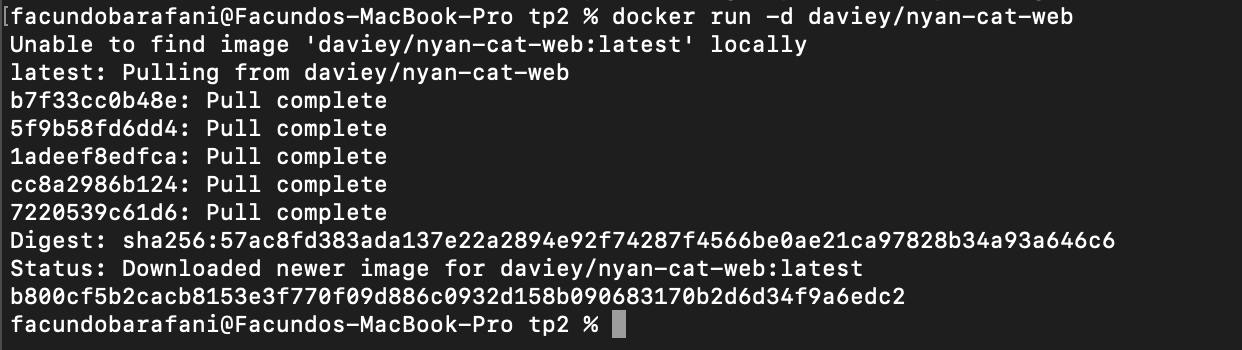 [facundobarafani@Facundos-MacBook-Pro tp2 % docker run -d daviey/nyan-cat-web
Unable to find image 'daviey/nyan-cat-web:latest' locally
latest: Pulling from daviey/nyan-cat-web
b7f33cc0b48e: Pull complete
5f9b58fd6dd4: Pull complete
1adeef8edfca: Pull complete
cc8a2986b124: Pull complete
7220539c61d6: Pull complete
Digest: sha256:57ac8fd383ada137e22a2894e92f74287f4566be0ae21ca97828b34a93a646c6
Status: Downloaded newer image for daviey/nyan-cat-web:latest
b800cf5b2cacb8153e3f770f09d886c0932d158b090683170b2d6d34f9a6edc2
facundobarafani@Facundos-MacBook-Pro tp2 %